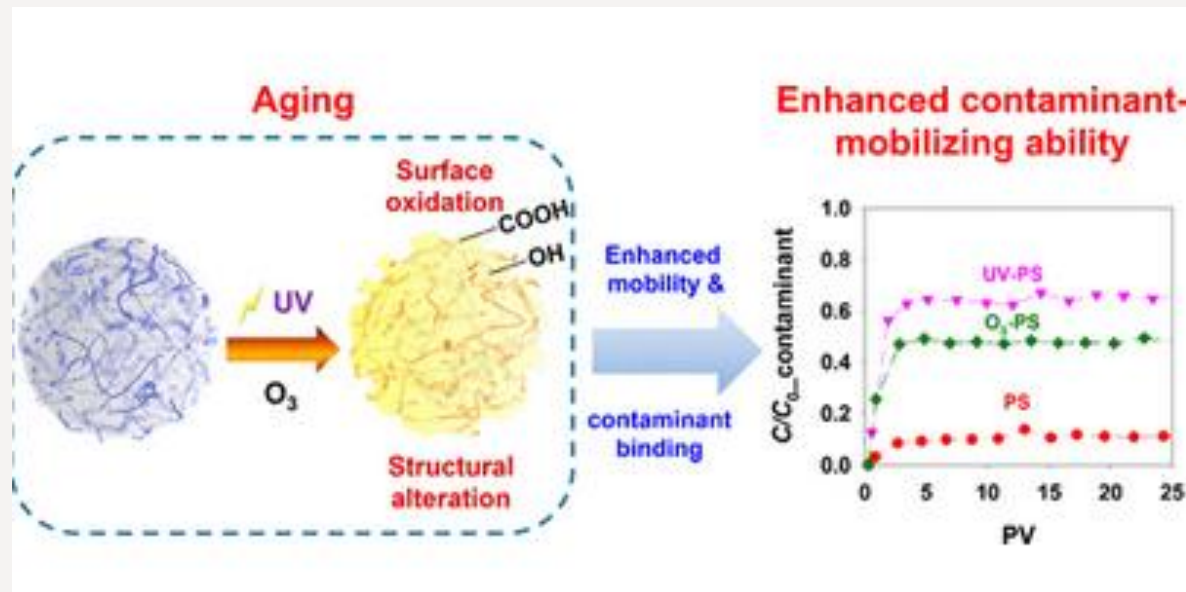 Aging
Surface
oxidation
COOH
OH
UV
O₃
Structural
alteration
Enhanced
mobility &
contaminant
binding
Enhanced contaminant-
mobilizing ability
C/C₀_contaminant
1.0
0.8
0.6
0.4
0.2
0.0
UV-PS
O₃-PS
PS
0 5 10 15 20 25
PV